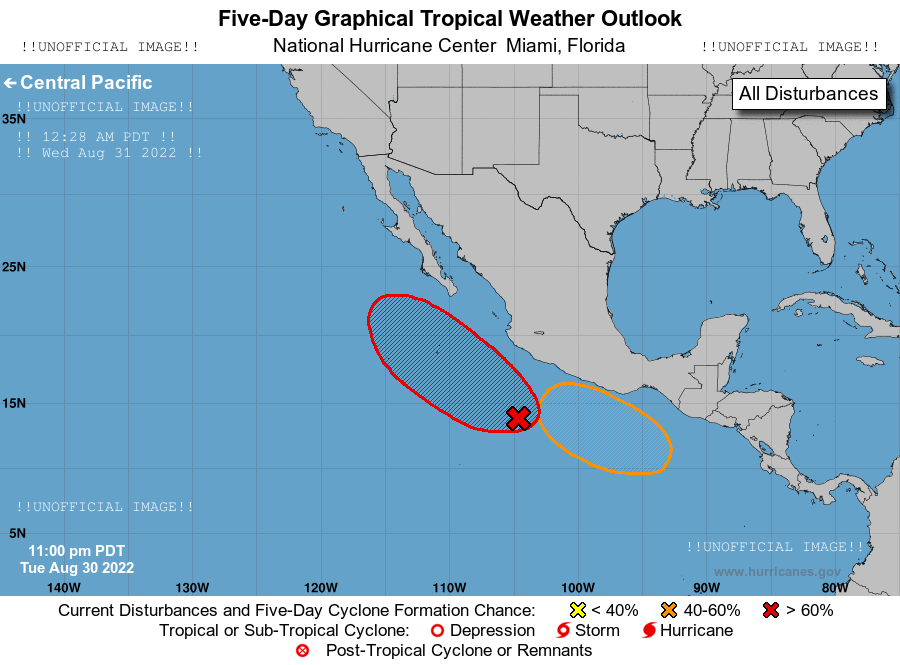 Five-Day Graphical Tropical Weather Outlook
!!UNOFFICIAL IMAGE!! National Hurricane Center  Miami, Florida !!UNOFFICIAL IMAGE!!
Central Pacific
All Disturbances
!!UNOFFICIAL IMAGE!!
35N
!! 12:28 AM PDT !!
!! Wed Aug 31 2022 !!
25N
15N
!!UNOFFICIAL IMAGE!!
5N
!!UNOFFICIAL IMAGE!!
11:00 pm PDT
Tue Aug 30 2022
www.hurricanes.gov
140W 130W 120W 110W 100W 90W 80W
Current Disturbances and Five-Day Cyclone Formation Chance: < 40% 40-60% > 60%
Tropical or Sub-Tropical Cyclone: Depression Storm Hurricane
Post-Tropical Cyclone or Remnants